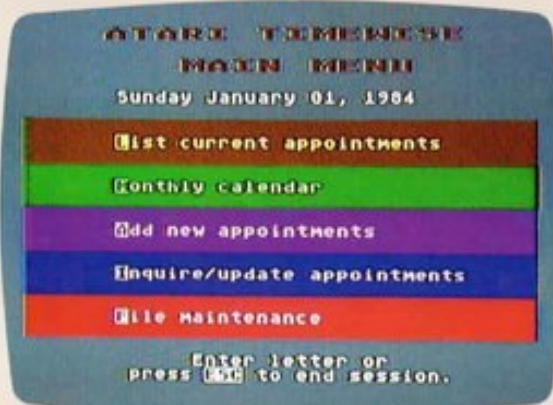 ATARI TIMEWISE
MAIN MENU
Sunday January 01, 1984
List current appointments
Monthly calendar
Add new appointments
Inquire/update appointments
File maintenance
Enter letter or
press ESC to end session.